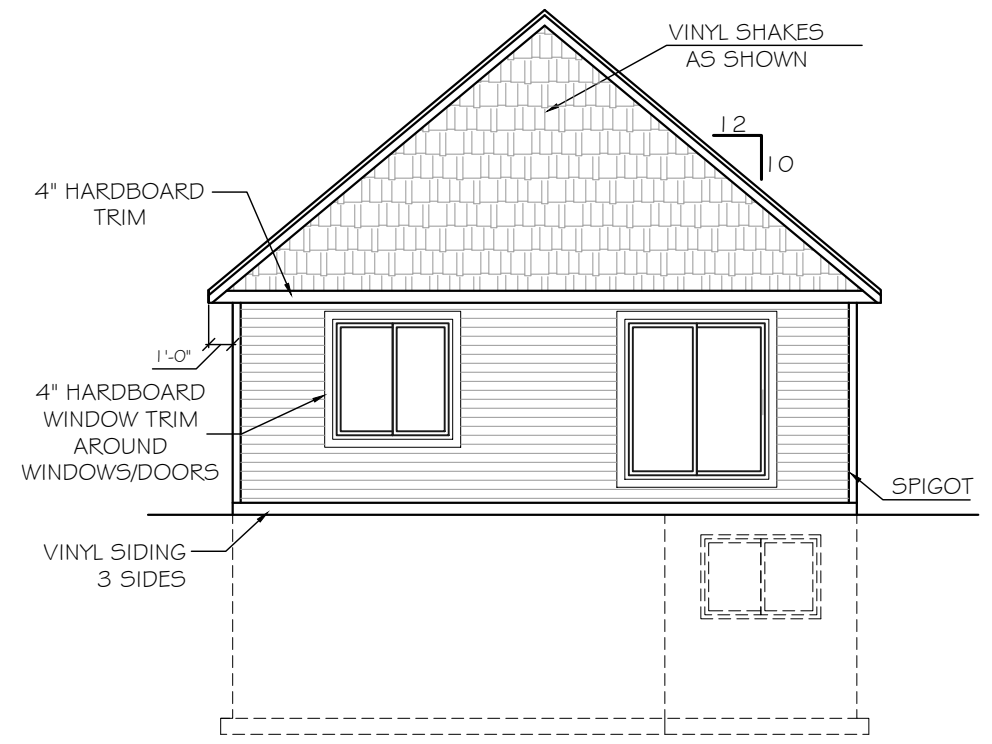 VINYL SHAKES
AS SHOWN
12
10
4" HARDBOARD
TRIM
1'-0"
4" HARDBOARD
WINDOW TRIM
AROUND
WINDOWS/DOORS
SPIGOT
VINYL SIDING
3 SIDES